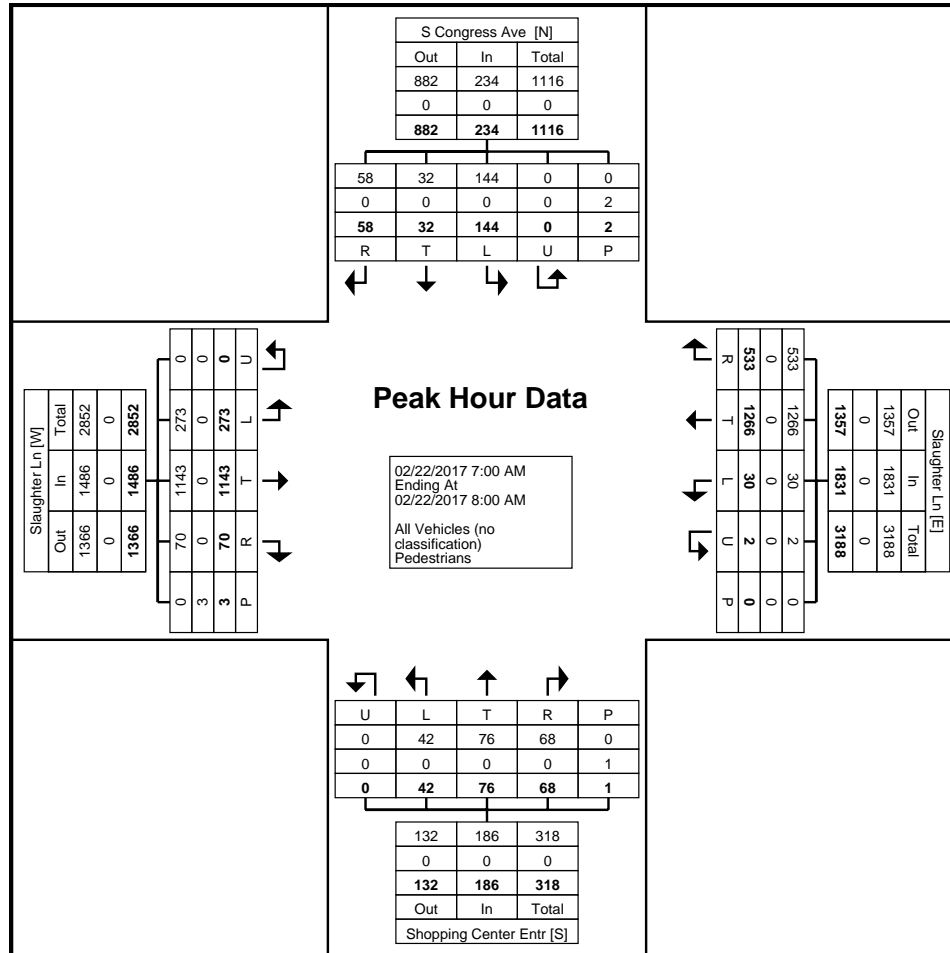 S Congress Ave [N]
Out In Total
882 234 1116
0 0 0
882 234 1116
58 32 144 0 0
0 0 0 0 2
58 32 144 0 2
R T L U P
Slaughter Ln [W]
Total In Out
2852 1486 1366
0 0 0
2852 1486 1366
0 273 1143 70 0
0 0 0 0 3
0 273 1143 70 3
U L T R P
Peak Hour Data
02/22/2017 7:00 AM
Ending At
02/22/2017 8:00 AM
All Vehicles (no
classification)
Pedestrians
R T L U P
533 1266 30 2 0
0 0 0 0 0
533 1266 30 2 0
1357 1831 3188
0 0 0
1357 1831 3188
Out In Total
Slaughter Ln [E]
U L T R P
0 42 76 68 0
0 0 0 0 1
0 42 76 68 1
132 186 318
0 0 0
132 186 318
Out In Total
Shopping Center Entr [S]